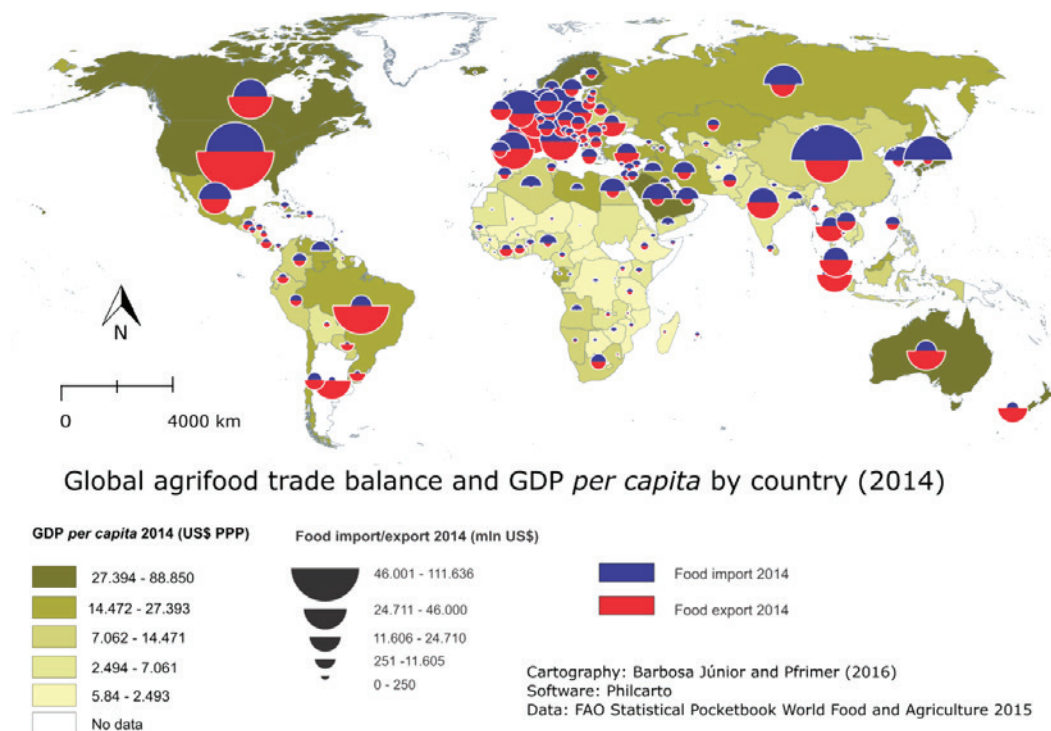 N
0
4000 km
Global agrifood trade balance and GDP per capita by country (2014)
GDP per capita 2014 (US$ PPP)
27.394 - 88.850
14.472 - 27.393
7.062 - 14.471
2.494 - 7.061
5.84 - 2.493
No data
Food import/export 2014 (mln US$)
46.001 - 111.636
24.711 - 46.000
11.606 - 24.710
251 -11.605
0 - 250
Food import 2014
Food export 2014
Cartography: Barbosa Júnior and Pfrimer (2016)
Software: Philcarto
Data: FAO Statistical Pocketbook World Food and Agriculture 2015